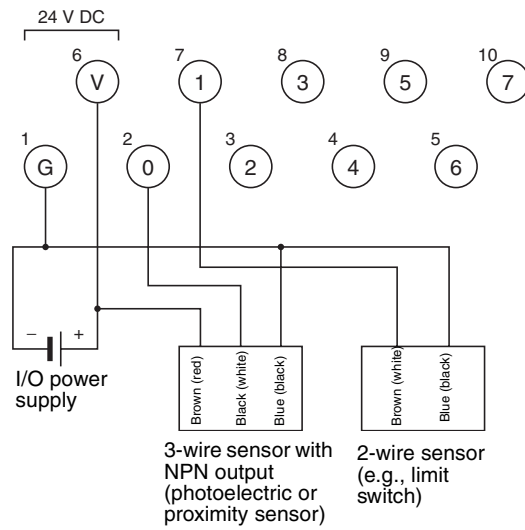 24 V DC
6 7 8 9 10
V 1 3 5 7
1 2 3 4 5
G 0 2 4 6
− +
I/O power
supply
Brown (red)
Black (white)
Blue (black)
Brown (white)
Blue (black)
3-wire sensor with
NPN output
(photoelectric or
proximity sensor)
2-wire sensor
(e.g., limit
switch)